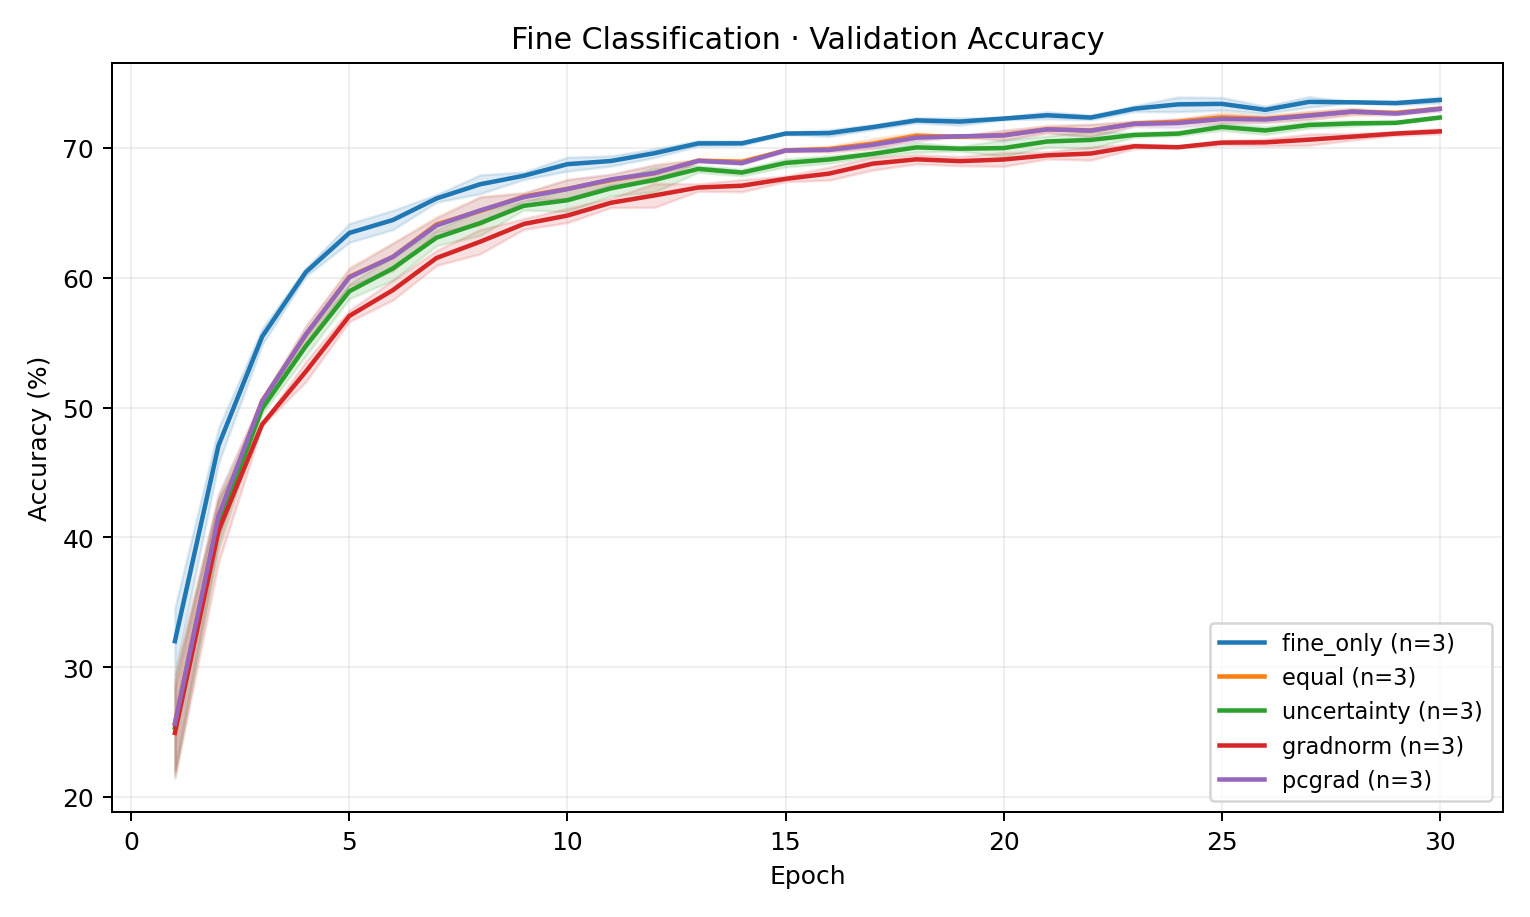 Fine Classification · Validation Accuracy
Accuracy (%)
70
60
50
40
30
20
0 5 10 15 20 25 30
Epoch
fine_only (n=3)
equal (n=3)
uncertainty (n=3)
gradnorm (n=3)
pcgrad (n=3)